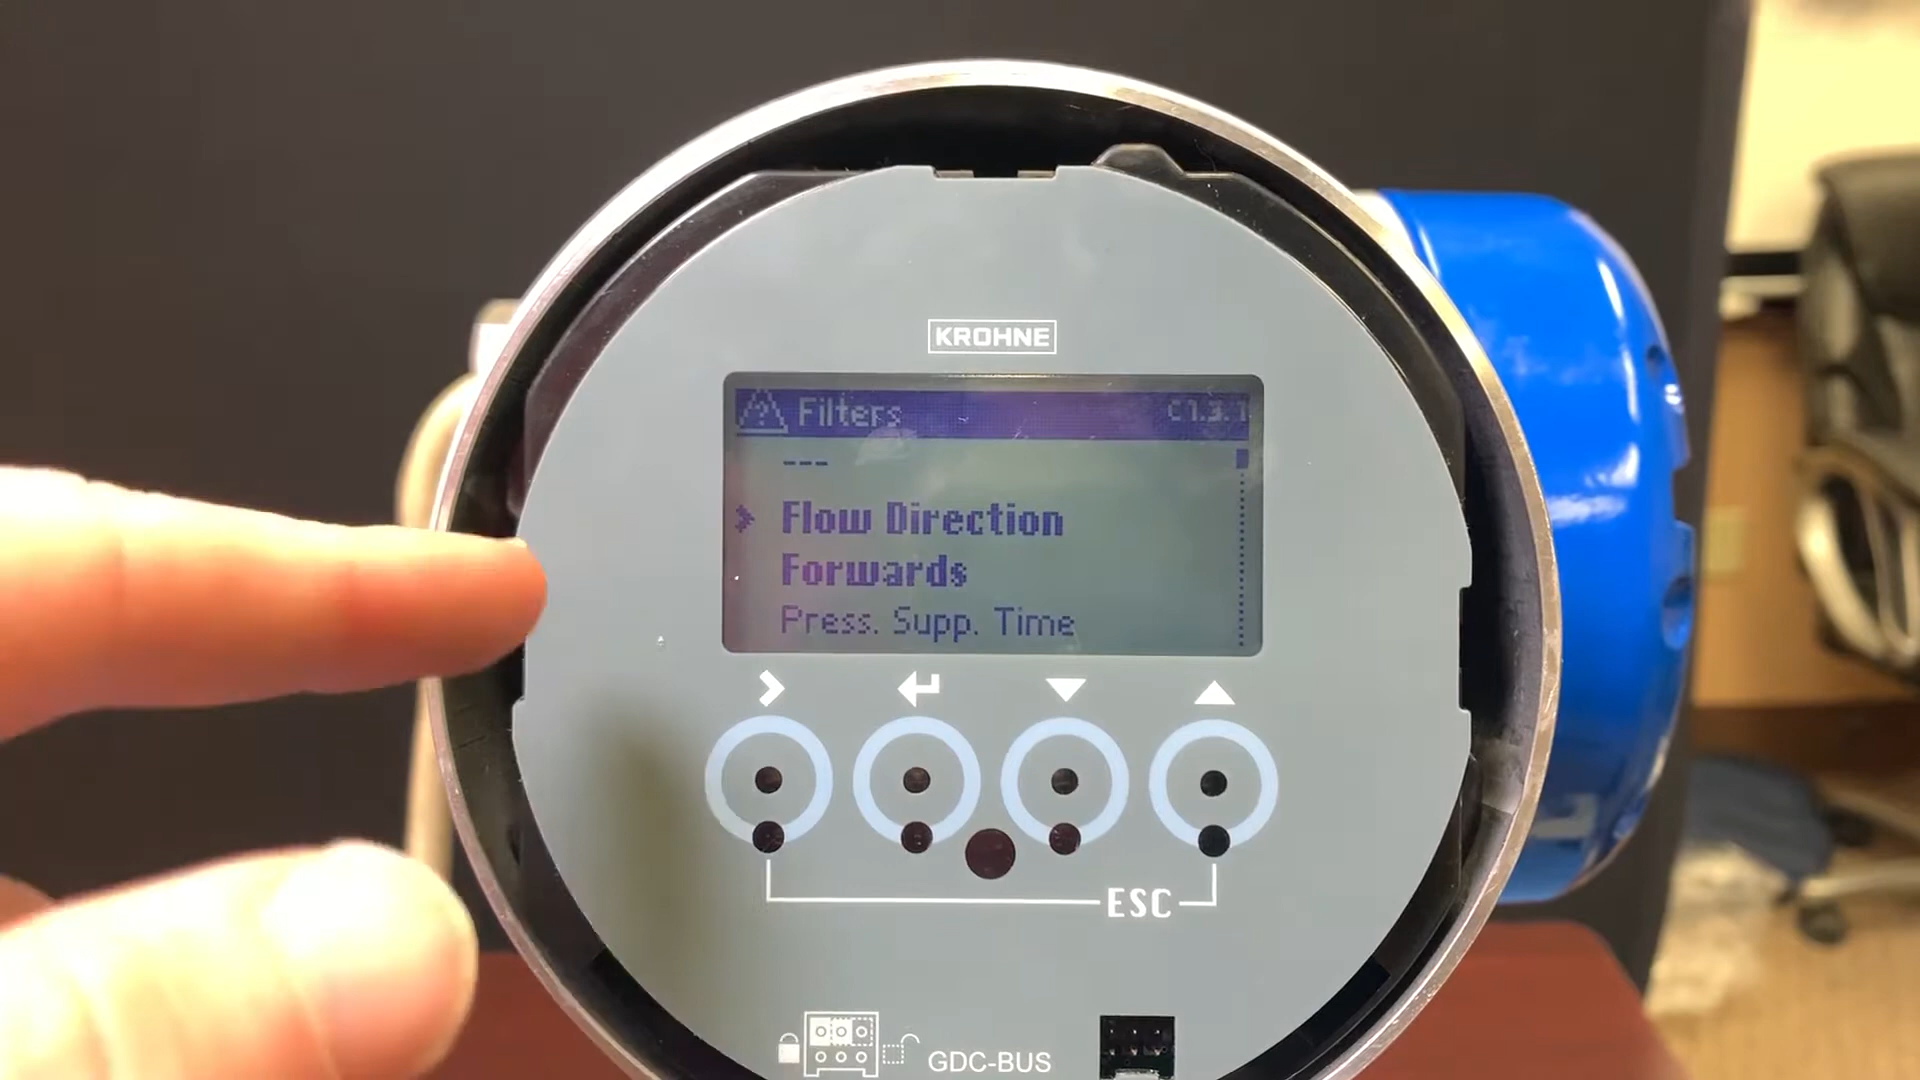 KROHNE
Filters C1.3.1
---
Flow Direction
Forwards
Press. Supp. Time
ESC
GDC-BUS